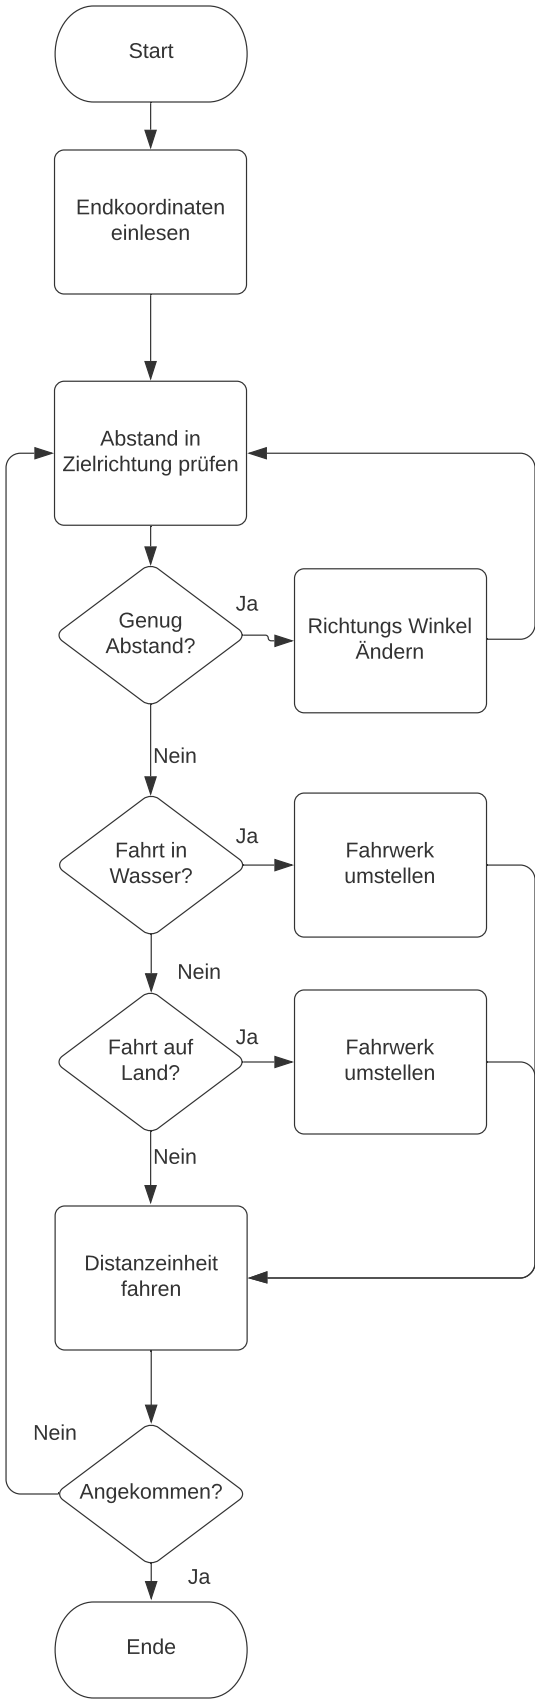 Start
Endkoordinaten
einlesen
Abstand in
Zielrichtung prüfen
Genug
Abstand?
Ja
Richtungs Winkel
Ändern
Nein
Fahrt in
Wasser?
Ja
Fahrwerk
umstellen
Nein
Fahrt auf
Land?
Ja
Fahrwerk
umstellen
Nein
Distanzeinheit
fahren
Nein
Angekommen?
Ja
Ende